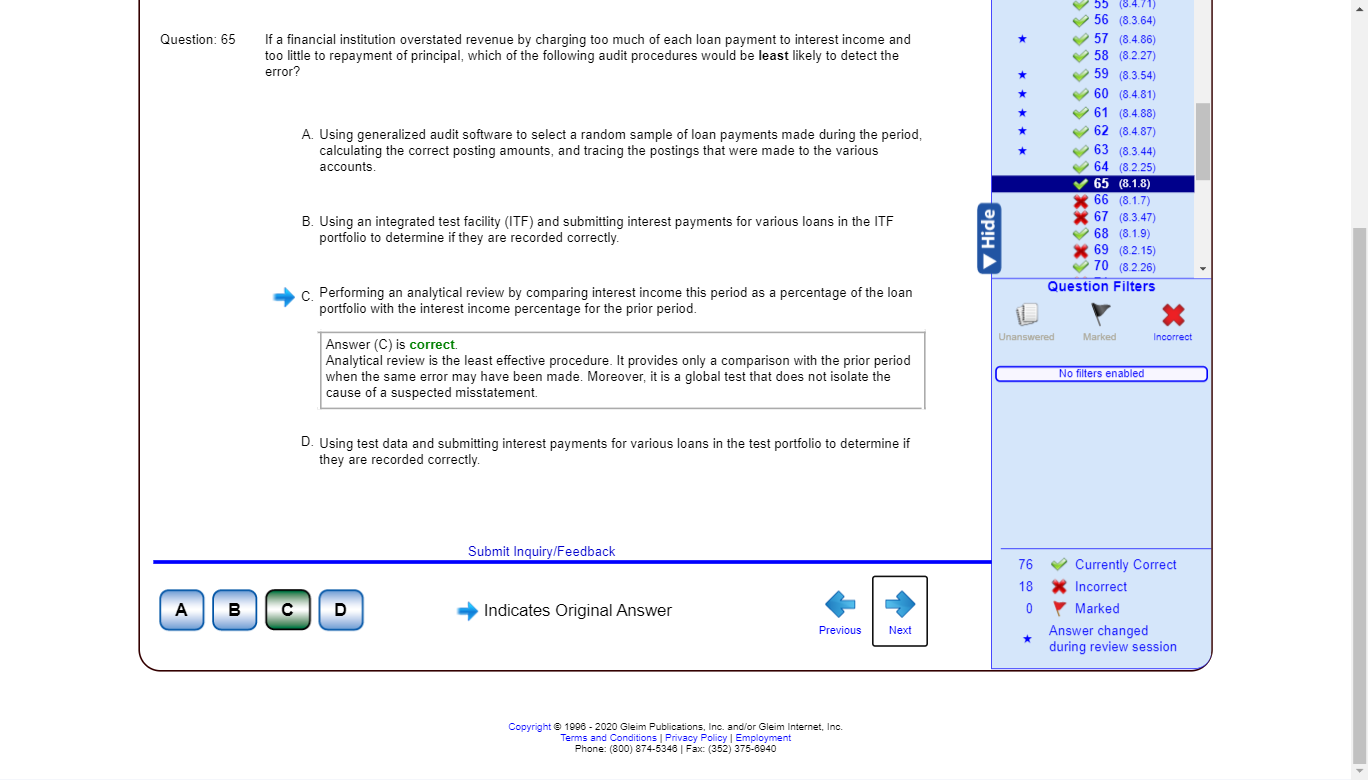 Question: 65
If a financial institution overstated revenue by charging too much of each loan payment to interest income and
too little to repayment of principal, which of the following audit procedures would be least likely to detect the
error?
A. Using generalized audit software to select a random sample of loan payments made during the period,
calculating the correct posting amounts, and tracing the postings that were made to the various
accounts.
B. Using an integrated test facility (ITF) and submitting interest payments for various loans in the ITF
portfolio to determine if they are recorded correctly.
C. Performing an analytical review by comparing interest income this period as a percentage of the loan
portfolio with the interest income percentage for the prior period.
Answer (C) is correct.
Analytical review is the least effective procedure. It provides only a comparison with the prior period
when the same error may have been made. Moreover, it is a global test that does not isolate the
cause of a suspected misstatement.
D. Using test data and submitting interest payments for various loans in the test portfolio to determine if
they are recorded correctly.
Submit Inquiry/Feedback
A B C D
Indicates Original Answer
Previous
Next
55 (8.4.71)
56 (8.3.64)
57 (8.4.86)
58 (8.2.27)
59 (8.3.54)
60 (8.4.81)
61 (8.4.88)
62 (8.4.87)
63 (8.3.44)
64 (8.2.25)
65 (8.1.8)
66 (8.1.7)
67 (8.3.47)
68 (8.1.9)
69 (8.2.15)
70 (8.2.26)
Hide
Question Filters
Unanswered
Marked
Incorrect
No filters enabled
76 Currently Correct
18 Incorrect
0 Marked
Answer changed
during review session
Copyright © 1996 - 2020 Gleim Publications, Inc. and/or Gleim Internet, Inc.
Terms and Conditions | Privacy Policy | Employment
Phone: (800) 874-5346 | Fax: (352) 375-6940